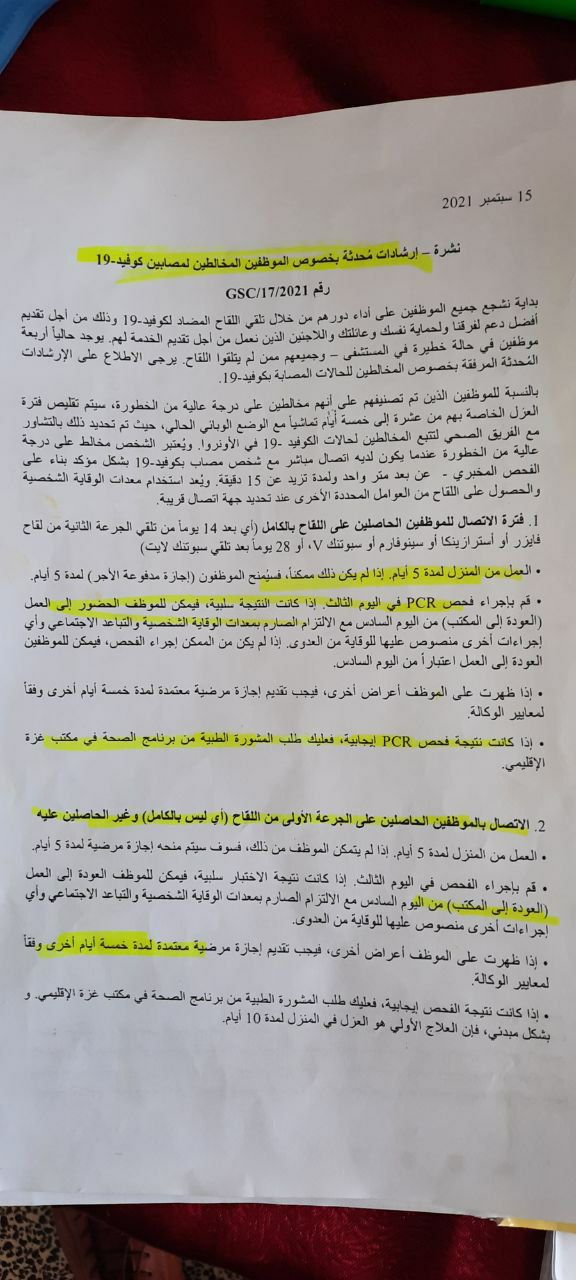 15 سبتمبر 2021
نشرة – إرشادات مُحدثة بخصوص الموظفين المخالطين لمصابين كوفيد-19
رقم GSC/17/2021
بداية نشجع جميع الموظفين على أداء دورهم من خلال تلقي اللقاح المضاد لكوفيد-19 وذلك من أجل تقديم
أفضل دعم لفرقنا ولحماية نفسك وعائلتك واللاجئين الذين نعمل من أجل تقديم الخدمة لهم. يوجد حالياً أربعة
موظفين في حالة خطيرة في المستشفى – وجميعهم ممن لم يتلقوا اللقاح. يرجى الاطلاع على الإرشادات
المُحدثة المرفقة بخصوص المخالطين للحالات المصابة بكوفيد-19.
بالنسبة للموظفين الذين تم تصنيفهم على أنهم مخالطين على درجة عالية من الخطورة، سيتم تقليص فترة
العزل الخاصة بهم من عشرة إلى خمسة أيام تماشياً مع الوضع الوبائي الحالي، حيث تم تحديد ذلك بالتشاور
مع الفريق الصحي لتتبع المخالطين لحالات الكوفيد -19 في الأونروا. ويُعتبر الشخص مخالط على درجة
عالية من الخطورة عندما يكون لديه اتصال مباشر مع شخص مصاب بكوفيد-19 بشكل مؤكد بناء على
الفحص المخبري - عن بعد متر واحد ولمدة تزيد عن 15 دقيقة. ويُعد استخدام معدات الوقاية الشخصية
والحصول على اللقاح من العوامل المحددة الأخرى عند تحديد جهة اتصال قريبة.
1. فترة الاتصال للموظفين الحاصلين على اللقاح بالكامل (أي بعد 14 يوماً من تلقي الجرعة الثانية من لقاح
فايزر أو أسترازينكا أو سينوفارم أو سبوتنك V، أو 28 يوماً بعد تلقي سبوتنك لايت)
• العمل من المنزل لمدة 5 أيام. إذا لم يكن ذلك ممكناً، فسيُمنح الموظفون (إجازة مدفوعة الأجر) لمدة 5 أيام.
• قم بإجراء فحص PCR في اليوم الثالث. إذا كانت النتيجة سلبية، فيمكن للموظف الحضور إلى العمل
(العودة إلى المكتب) من اليوم السادس مع الالتزام الصارم بمعدات الوقاية الشخصية والتباعد الاجتماعي وأي
إجراءات أخرى منصوص عليها للوقاية من العدوى. إذا لم يكن من الممكن إجراء الفحص، فيمكن للموظفين
العودة إلى العمل اعتباراً من اليوم السادس.
• إذا ظهرت على الموظف أعراض أخرى، فيجب تقديم إجازة مرضية معتمدة لمدة خمسة أيام أخرى وفقاً
لمعايير الوكالة.
• إذا كانت نتيجة فحص PCR إيجابية، فعليك طلب المشورة الطبية من برنامج الصحة في مكتب غزة
الإقليمي.
2. الاتصال بالموظفين الحاصلين على الجرعة الأولى من اللقاح (أي ليس بالكامل) وغير الحاصلين عليه
• العمل من المنزل لمدة 5 أيام. إذا لم يتمكن الموظف من ذلك، فسوف سيتم منحه إجازة مرضية لمدة 5 أيام.
• قم بإجراء الفحص في اليوم الثالث. إذا كانت نتيجة الاختبار سلبية، فيمكن للموظف العودة إلى العمل
(العودة إلى المكتب) من اليوم السادس مع الالتزام الصارم بمعدات الوقاية الشخصية والتباعد الاجتماعي وأي
إجراءات أخرى منصوص عليها للوقاية من العدوى.
• إذا ظهرت على الموظف أعراض أخرى، فيجب تقديم إجازة مرضية معتمدة لمدة خمسة أيام أخرى وفقاً
لمعايير الوكالة.
• إذا كانت نتيجة الفحص إيجابية، فعليك طلب المشورة الطبية من برنامج الصحة في مكتب غزة الإقليمي. و
بشكل مبدئي، فإن العلاج الأولي هو العزل في المنزل لمدة 10 أيام.